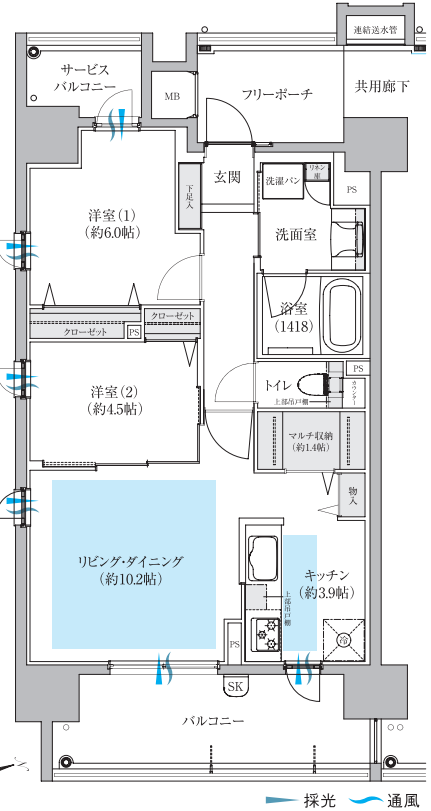 連結送水管
サービス
バルコニー
MB
フリーポーチ
共用廊下
玄関
下足入
洗濯パン
リネン庫
PS
洋室(1)
(約6.0帖)
洗面室
浴室
(1418)
クローゼット
PS
クローゼット
洋室(2)
(約4.5帖)
トイレ
上部吊戸棚
PS
カウンター
マルチ収納
(約1.4帖)
物入
リビング・ダイニング
(約10.2帖)
キッチン
(約3.9帖)
上部吊戸棚
冷
PS
SK
バルコニー
採光
通風